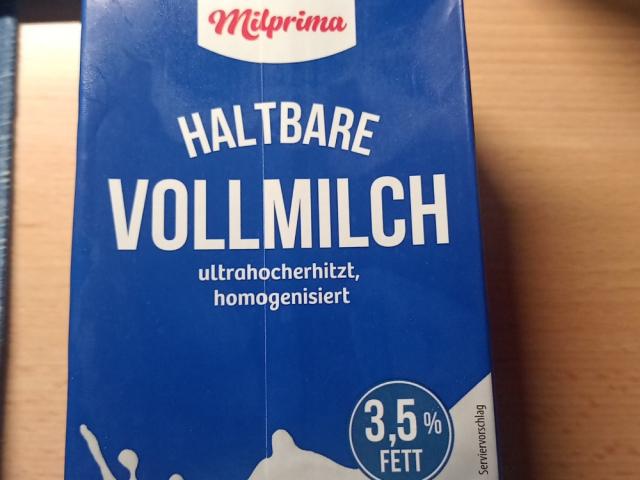 Milprima
HALTBARE
VOLLMILCH
ultrahocherhitzt,
homogenisiert
3,5 %
FETT
Serviervorschlag